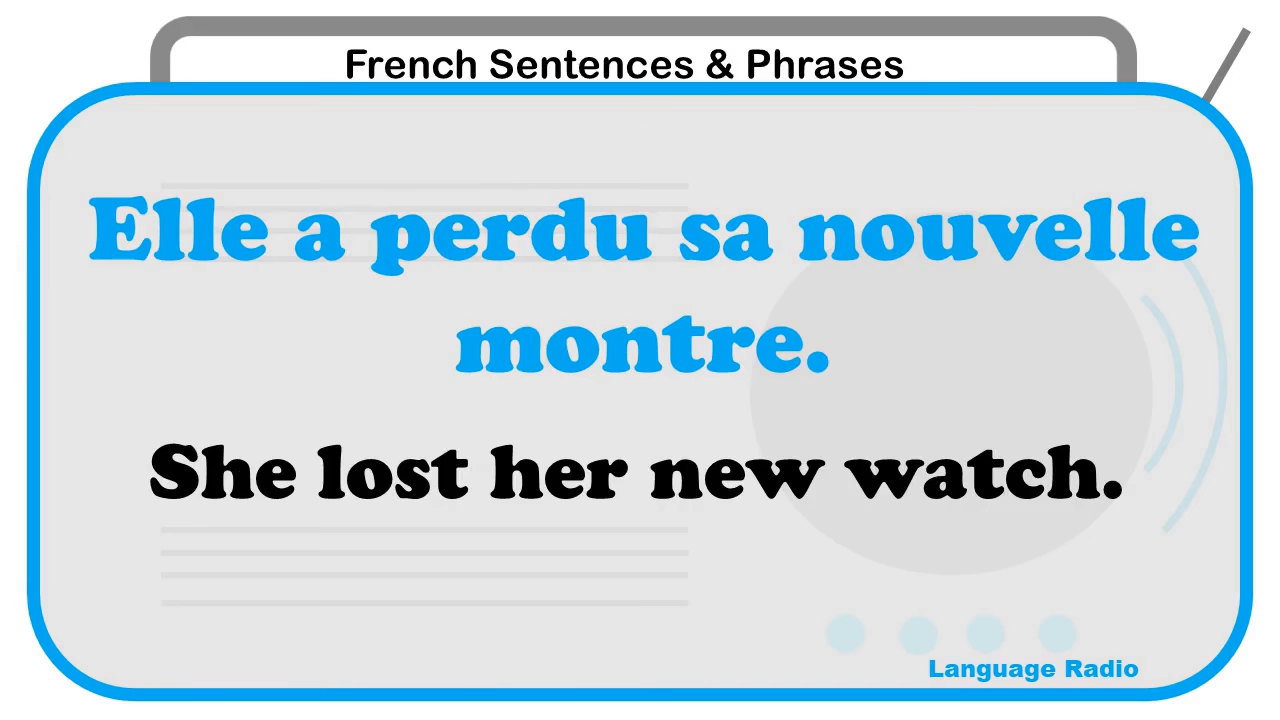 French Sentences & Phrases
Elle a perdu sa nouvelle
montre.
She lost her new watch.
Language Radio